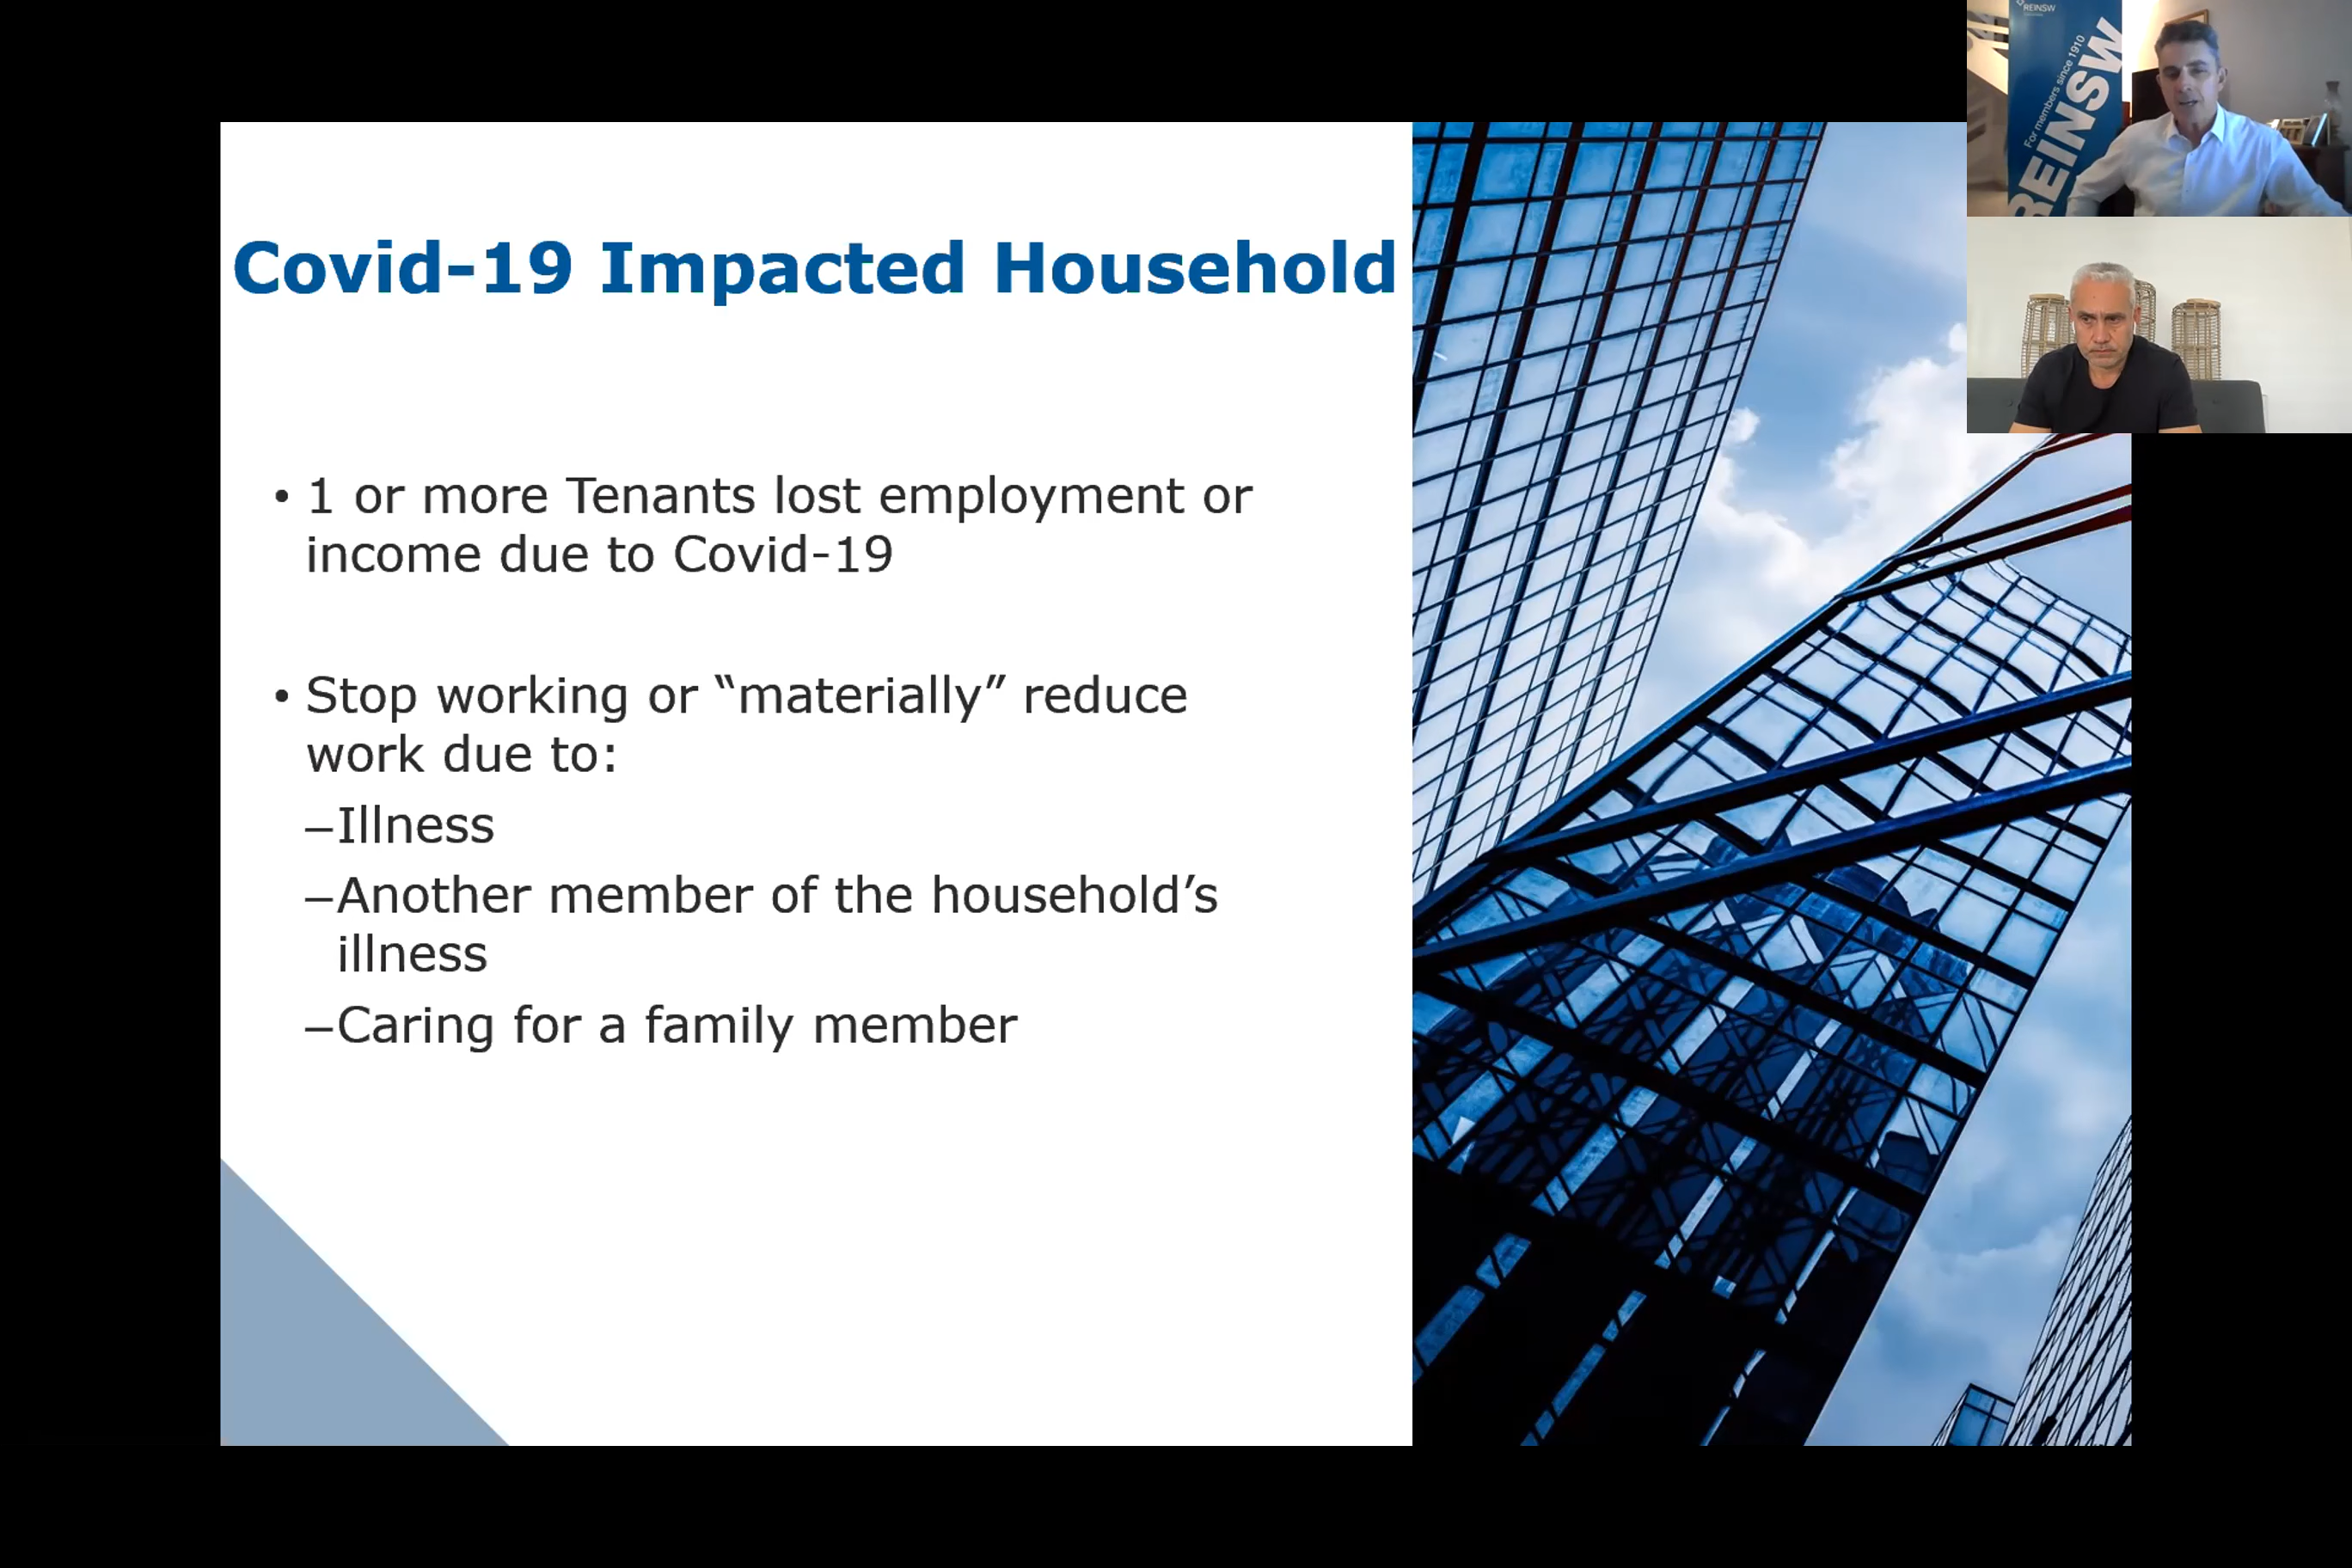 Covid-19 Impacted Household
• 1 or more Tenants lost employment or
income due to Covid-19
• Stop working or “materially” reduce
work due to:
–Illness
–Another member of the household’s
illness
–Caring for a family member
REINSW
For members since 1910
REINSW